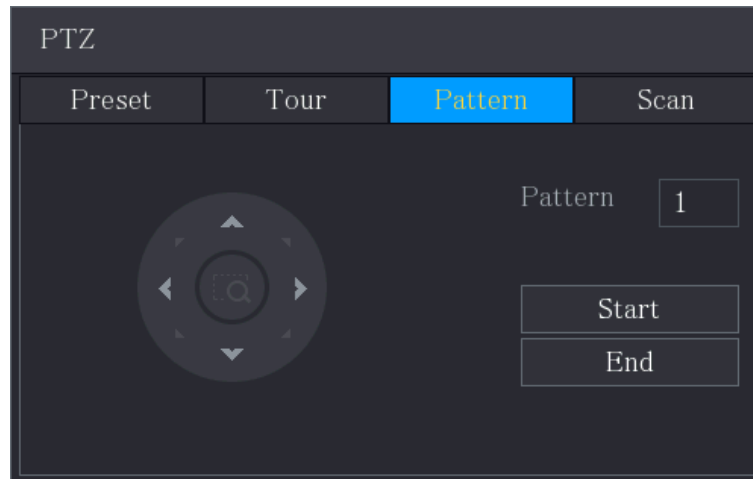 PTZ
Preset Tour Pattern Scan
Pattern 1
Start
End